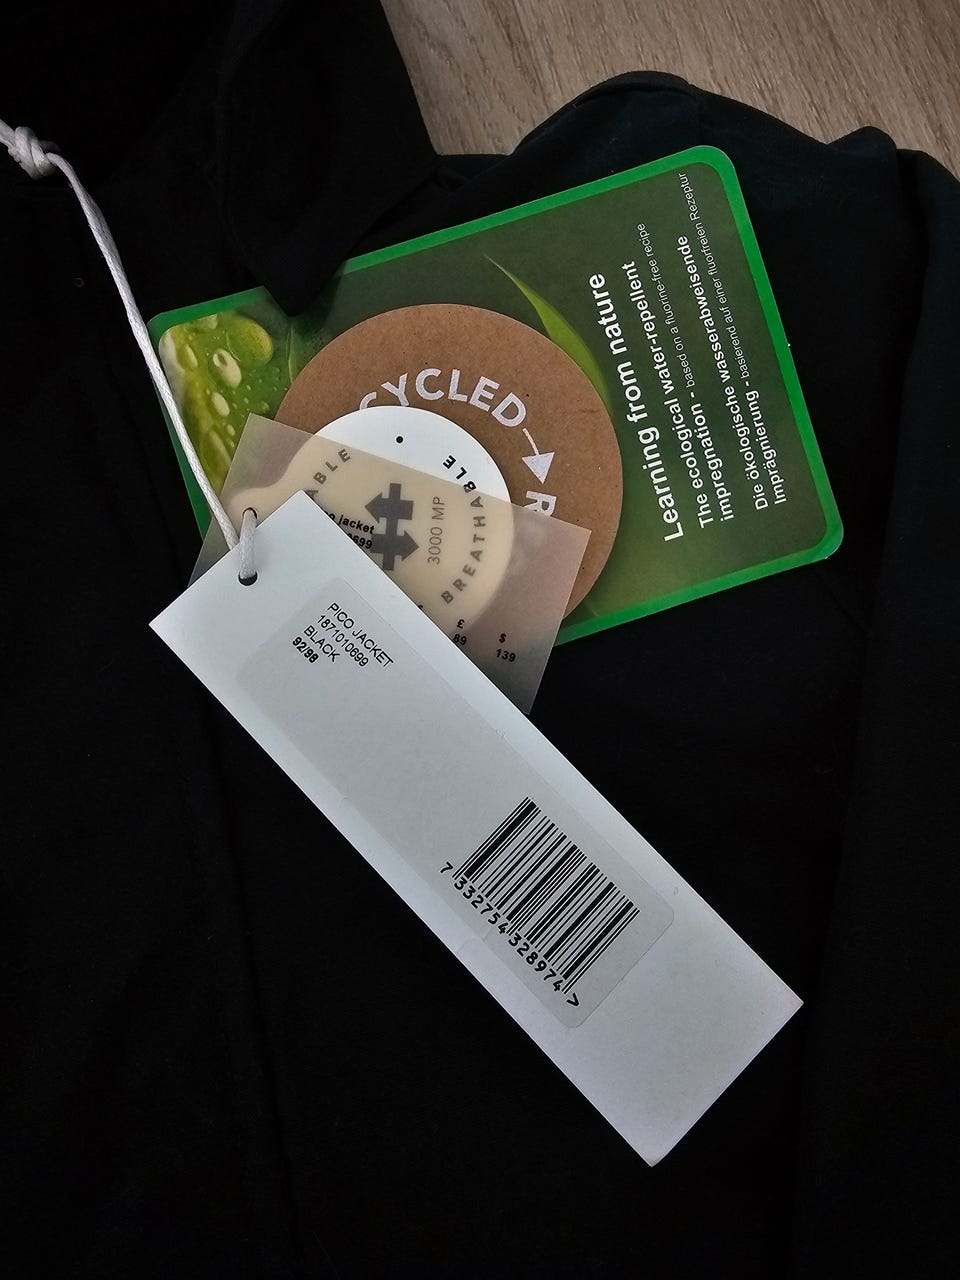 Learning from nature
The ecological water-repellent
impregnation - based on a fluorine-free recipe
Die ökologische wasserabweisende
Imprägnierung - basierend auf einer fluorfreien Rezeptur
CYCLED
R
BREATHABLE
ABLE
3000 MP
jacket
0699
£
89
$
139
PICO JACKET
1871010699
BLACK
92/98
7 332754 328974 >